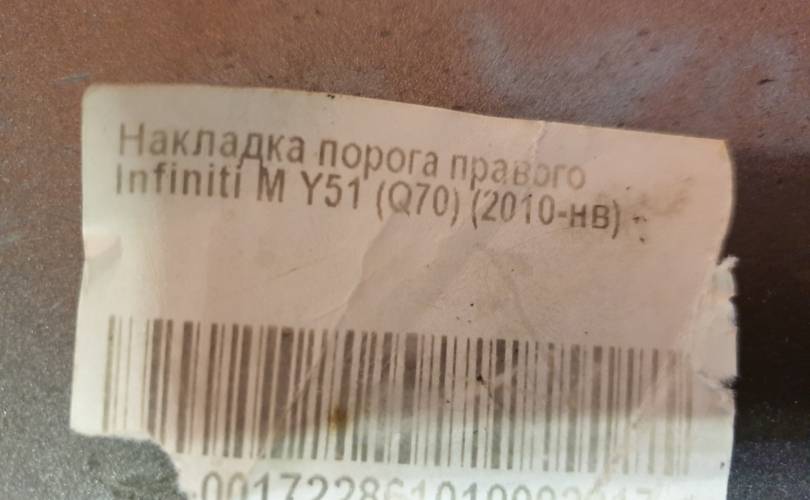 Накладка порога правого
Infiniti M Y51 (Q70) (2010-нв)